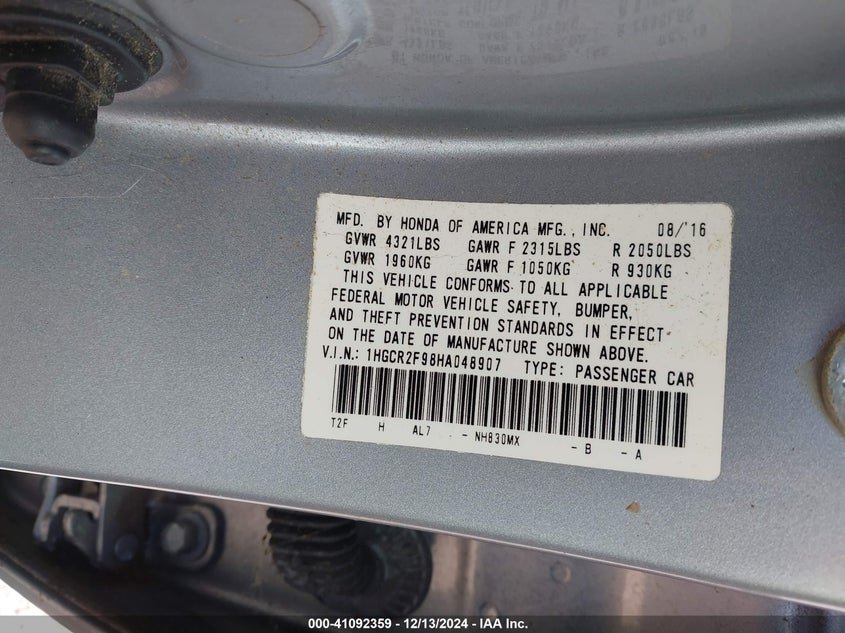 MFD. BY HONDA OF AMERICA MFG., INC. 08/'16
GVWR 4321LBS GAWR F 2315LBS R 2050LBS
GVWR 1960KG GAWR F 1050KG R 930KG
THIS VEHICLE CONFORMS TO ALL APPLICABLE
FEDERAL MOTOR VEHICLE SAFETY, BUMPER,
AND THEFT PREVENTION STANDARDS IN EFFECT
ON THE DATE OF MANUFACTURE SHOWN ABOVE.
V.I.N.: 1HGCR2F98HA048907 TYPE: PASSENGER CAR
T2F H AL7 - NH830MX - B - A
000-41092359 - 12/13/2024 - IAA Inc.